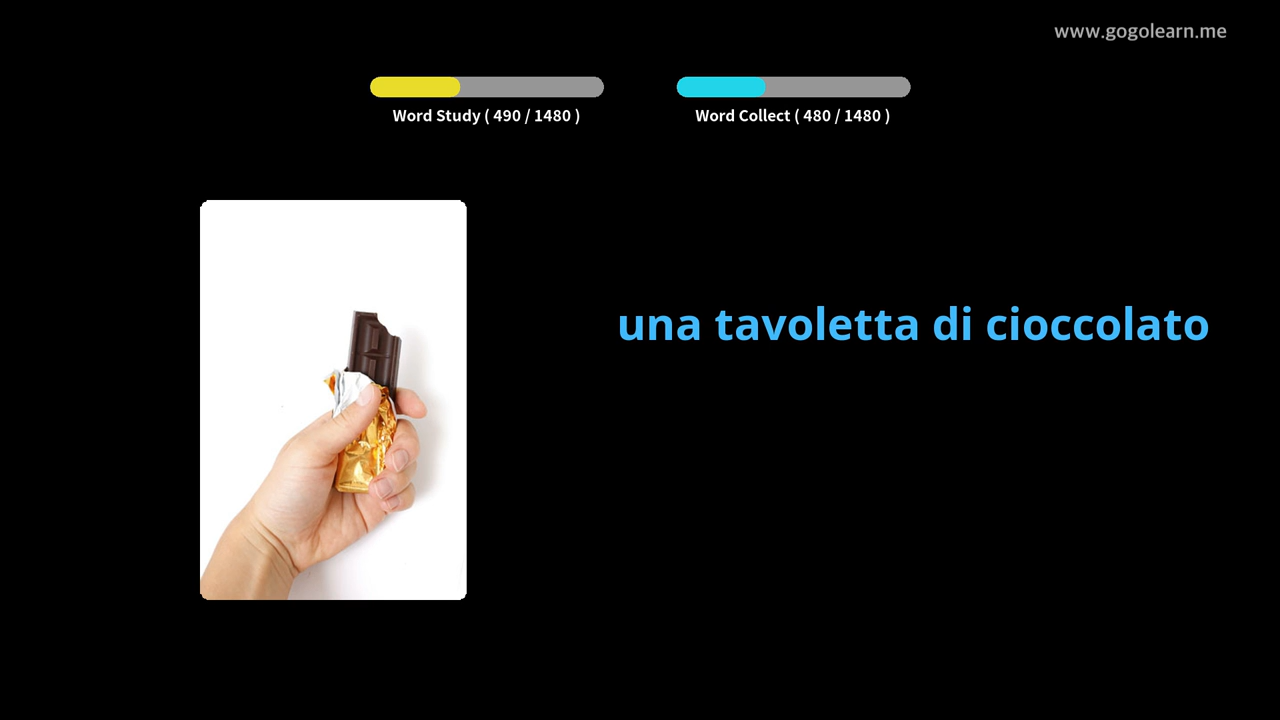 www.gogolearn.me
Word Study ( 490 / 1480 )
Word Collect ( 480 / 1480 )
una tavoletta di cioccolato